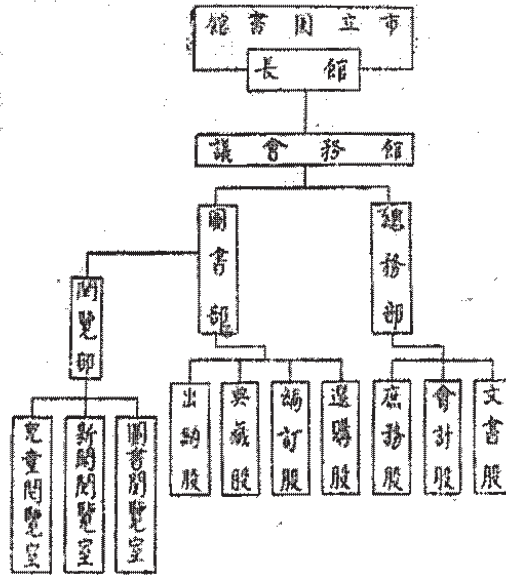 市立圖書館
館長
館務會議
總務部
圖書部
閱覽部
文書股
會計股
庶務股
選購股
編訂股
典藏股
出納股
圖書閱覽室
新聞閱覽室
兒童閱覽室